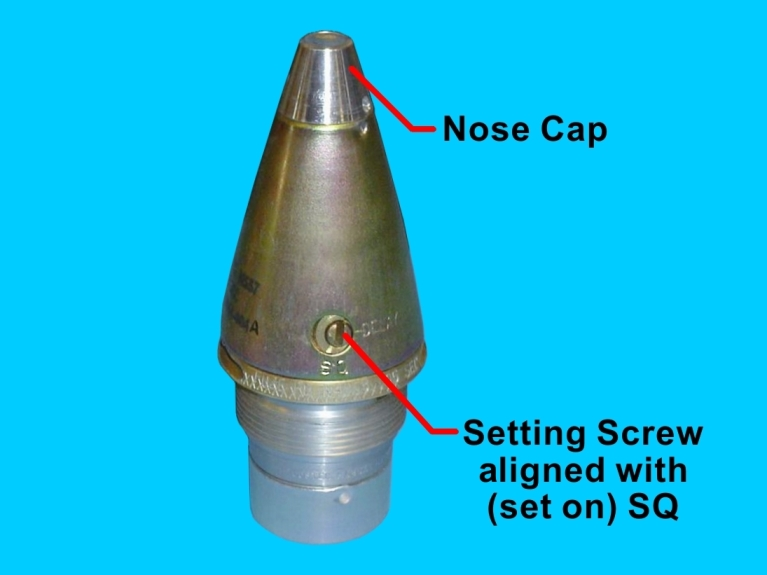 Nose Cap
DELAY
SQ
Setting Screw
aligned with
(set on) SQ